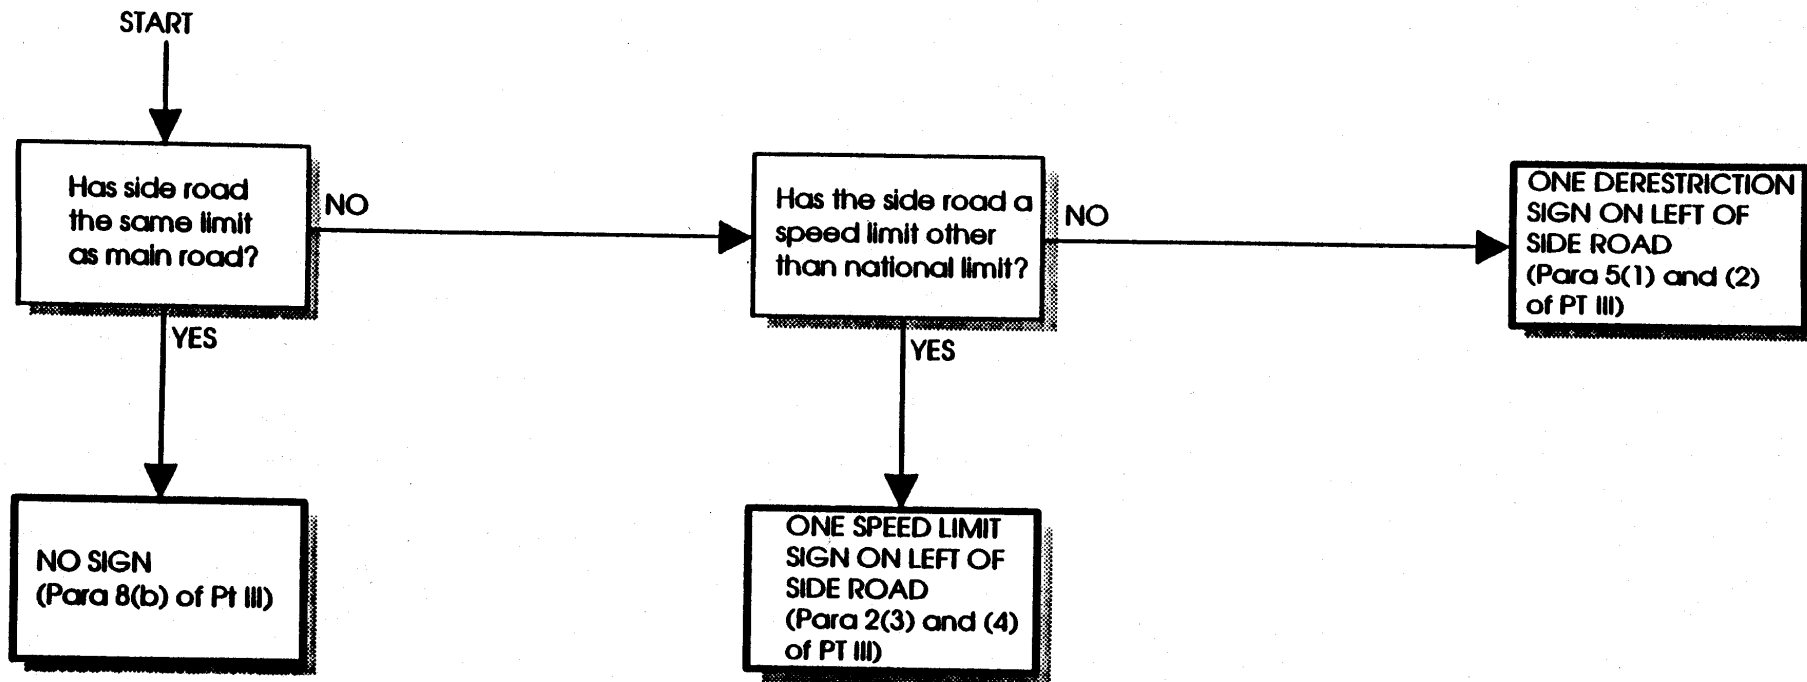 START
Has side road
the same limit
as main road?
NO
Has the side road a
speed limit other
than national limit?
NO
ONE DERESTRICTION
SIGN ON LEFT OF
SIDE ROAD
(Para 5(1) and (2)
of PT III)
YES
YES
NO SIGN
(Para 8(b) of Pt III)
ONE SPEED LIMIT
SIGN ON LEFT OF
SIDE ROAD
(Para 2(3) and (4)
of PT III)